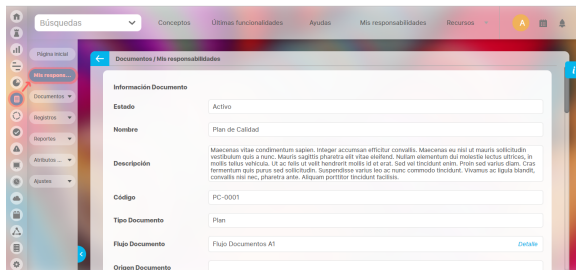 Búsquedas
Conceptos
Últimas funcionalidades
Ayudas
Mis responsabilidades
Recursos
A
Página inicial
Documentos / Mis responsabilidades
i
Mis respons...
Documentos
Registros
Reportes
Atributos ...
Ajustes
Información Documento
Estado
Activo
Nombre
Plan de Calidad
Descripción
Maecenas vitae condimentum sapien. Integer accumsan efficitur convallis. Maecenas eu nisi ut mauris sollicitudin
vestibulum quis a nunc. Mauris sagittis pharetra elit vitae eleifend. Nullam elementum dui molestie lectus ultrices, in
mollis tellus vehicula. Ut ac felis ut velit hendrerit mollis id et erat. Sed vel tincidunt enim. Proin sed varius diam. Cras
fermentum quis purus sed sollicitudin. Suspendisse varius leo ac nunc commodo tincidunt. Vivamus ac ligula blandit,
convallis nisi nec, pharetra ante. Aliquam porttitor tincidunt facilisis.
Código
PC-0001
Tipo Documento
Plan
Flujo Documento
Flujo Documentos A1
Detalle
Origen Documento